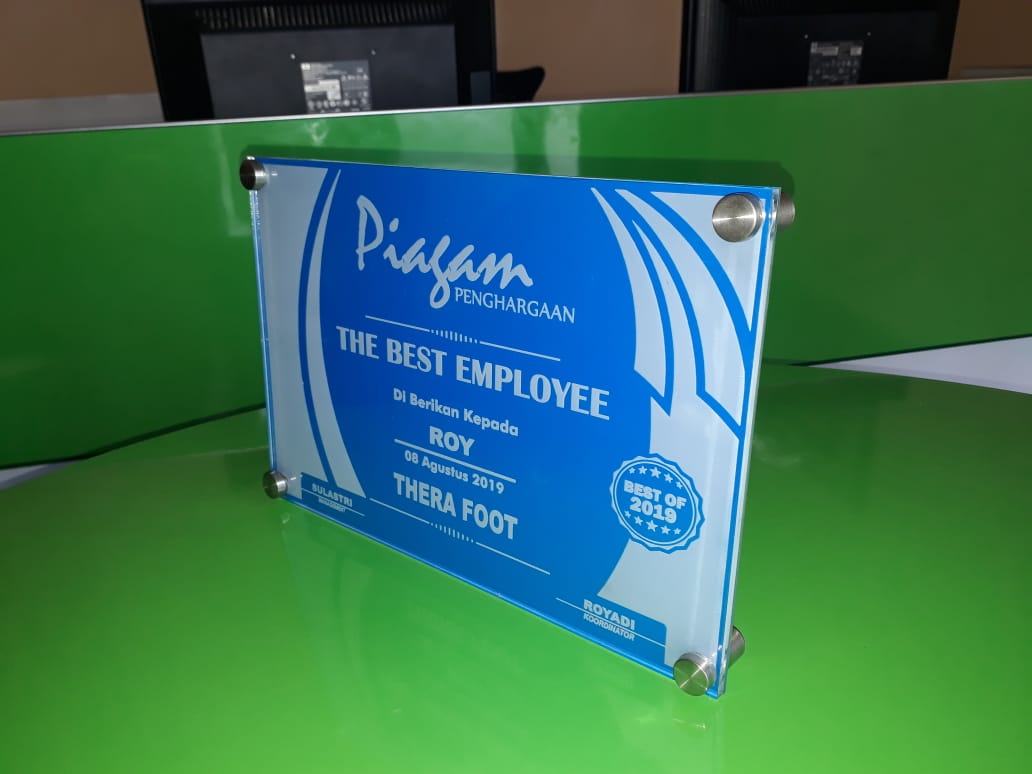 Piagam
PENGHARGAAN
THE BEST EMPLOYEE
Di Berikan Kepada
ROY
08 Agustus 2019
THERA FOOT
BEST OF
2019
SULASTRI
MANAGEMENT
ROYADI
KOORDINATOR